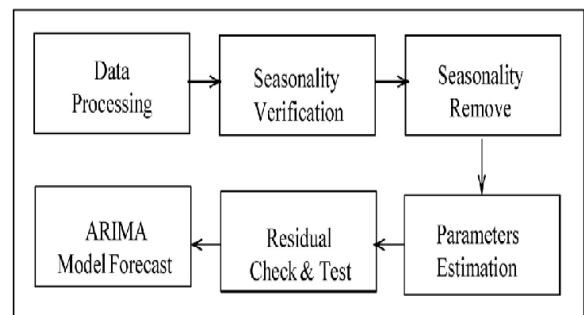 Data
Processing
Seasonality
Verification
Seasonality
Remove
Parameters
Estimation
Residual
Check & Test
ARIMA
Model Forecast